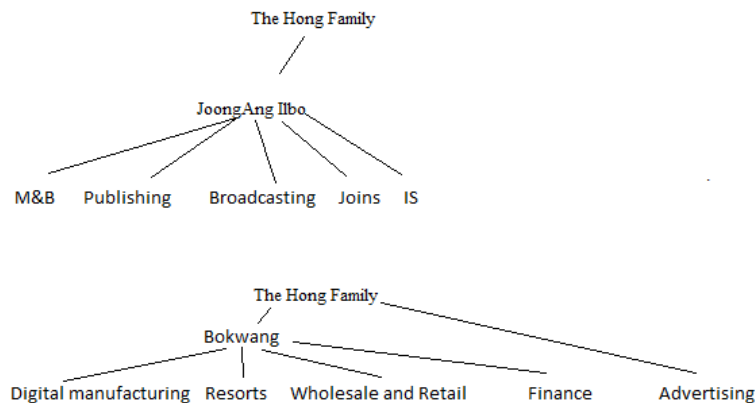 The Hong Family
JoongAng Ilbo
M&B Publishing Broadcasting Joins IS
The Hong Family
Bokwang
Digital manufacturing Resorts Wholesale and Retail Finance Advertising